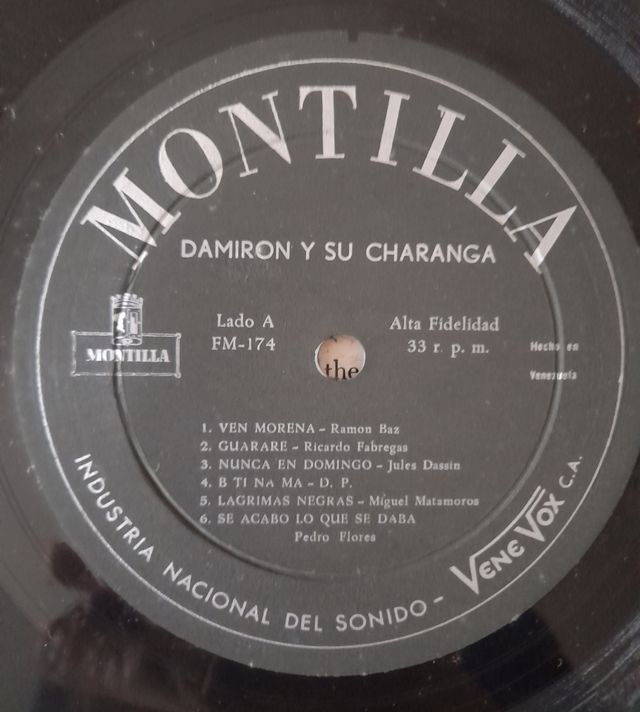 MONTILLA
DAMIRON Y SU CHARANGA
Lado A
FM-174
Alta Fidelidad
33 r. p. m.
MONTILLA
the
Hecho en
Venezuela
1. VEN MORENA - Ramon Baz
2. GUARARE - Ricardo Fabregas
3. NUNCA EN DOMINGO - Jules Dassin
4. B TI NA MA - D. P.
5. LAGRIMAS NEGRAS - Miguel Matamoros
6. SE ACABO LO QUE SE DABA
Pedro Flores
INDUSTRIA NACIONAL DEL SONIDO - VENE VOX C.A.